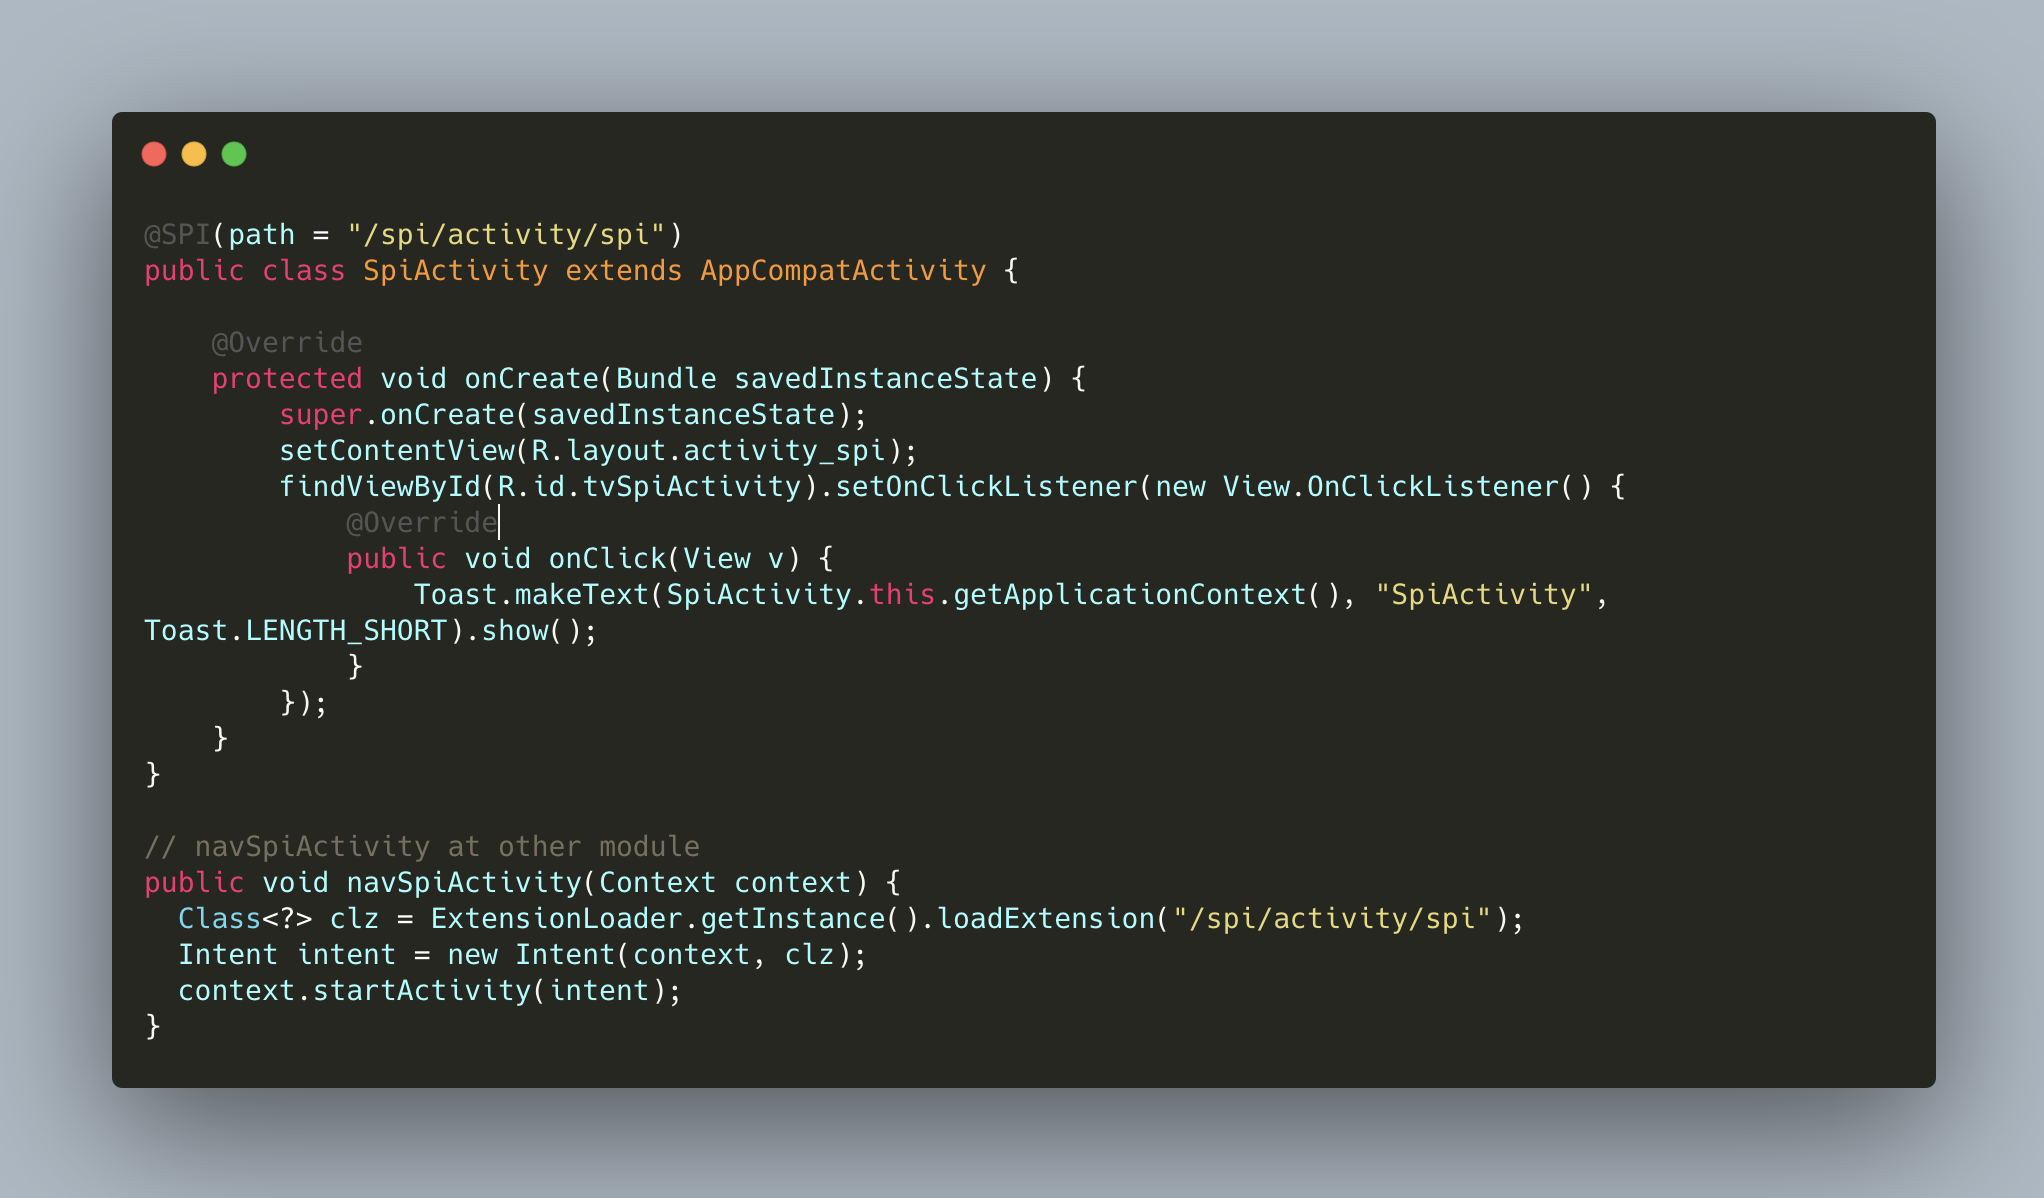 @SPI(path = "/spi/activity/spi")
public class SpiActivity extends AppCompatActivity {

    @Override
    protected void onCreate(Bundle savedInstanceState) {
        super.onCreate(savedInstanceState);
        setContentView(R.layout.activity_spi);
        findViewById(R.id.tvSpiActivity).setOnClickListener(new View.OnClickListener() {
            @Override
            public void onClick(View v) {
                Toast.makeText(SpiActivity.this.getApplicationContext(), "SpiActivity",
Toast.LENGTH_SHORT).show();
            }
        });
    }
}

// navSpiActivity at other module
public void navSpiActivity(Context context) {
  Class<?> clz = ExtensionLoader.getInstance().loadExtension("/spi/activity/spi");
  Intent intent = new Intent(context, clz);
  context.startActivity(intent);
}